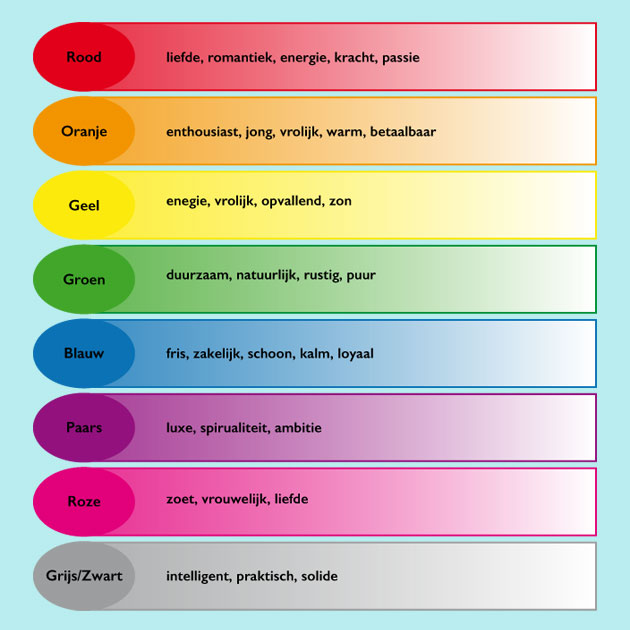 Rood
liefde, romantiek, energie, kracht, passie
Oranje
enthousiast, jong, vrolijk, warm, betaalbaar
Geel
enegie, vrolijk, opvallend, zon
Groen
duurzaam, natuurlijk, rustig, puur
Blauw
fris, zakelijk, schoon, kalm, loyaal
Paars
luxe, spirualiteit, ambitie
Roze
zoet, vrouwelijk, liefde
Grijs/Zwart
intelligent, praktisch, solide